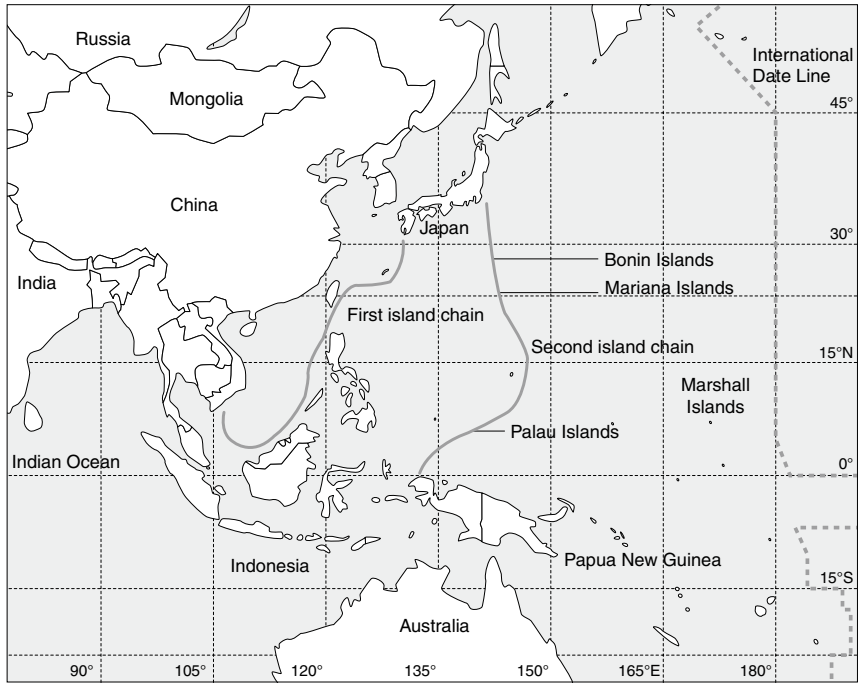 Russia
International
Date Line
Mongolia
45°
China
Japan
30°
Bonin Islands
India
Mariana Islands
First island chain
Second island chain
15°N
Marshall
Islands
Palau Islands
Indian Ocean
0°
Indonesia
Papua New Guinea
15°S
Australia
90°
105°
120°
135°
150°
165°E
180°